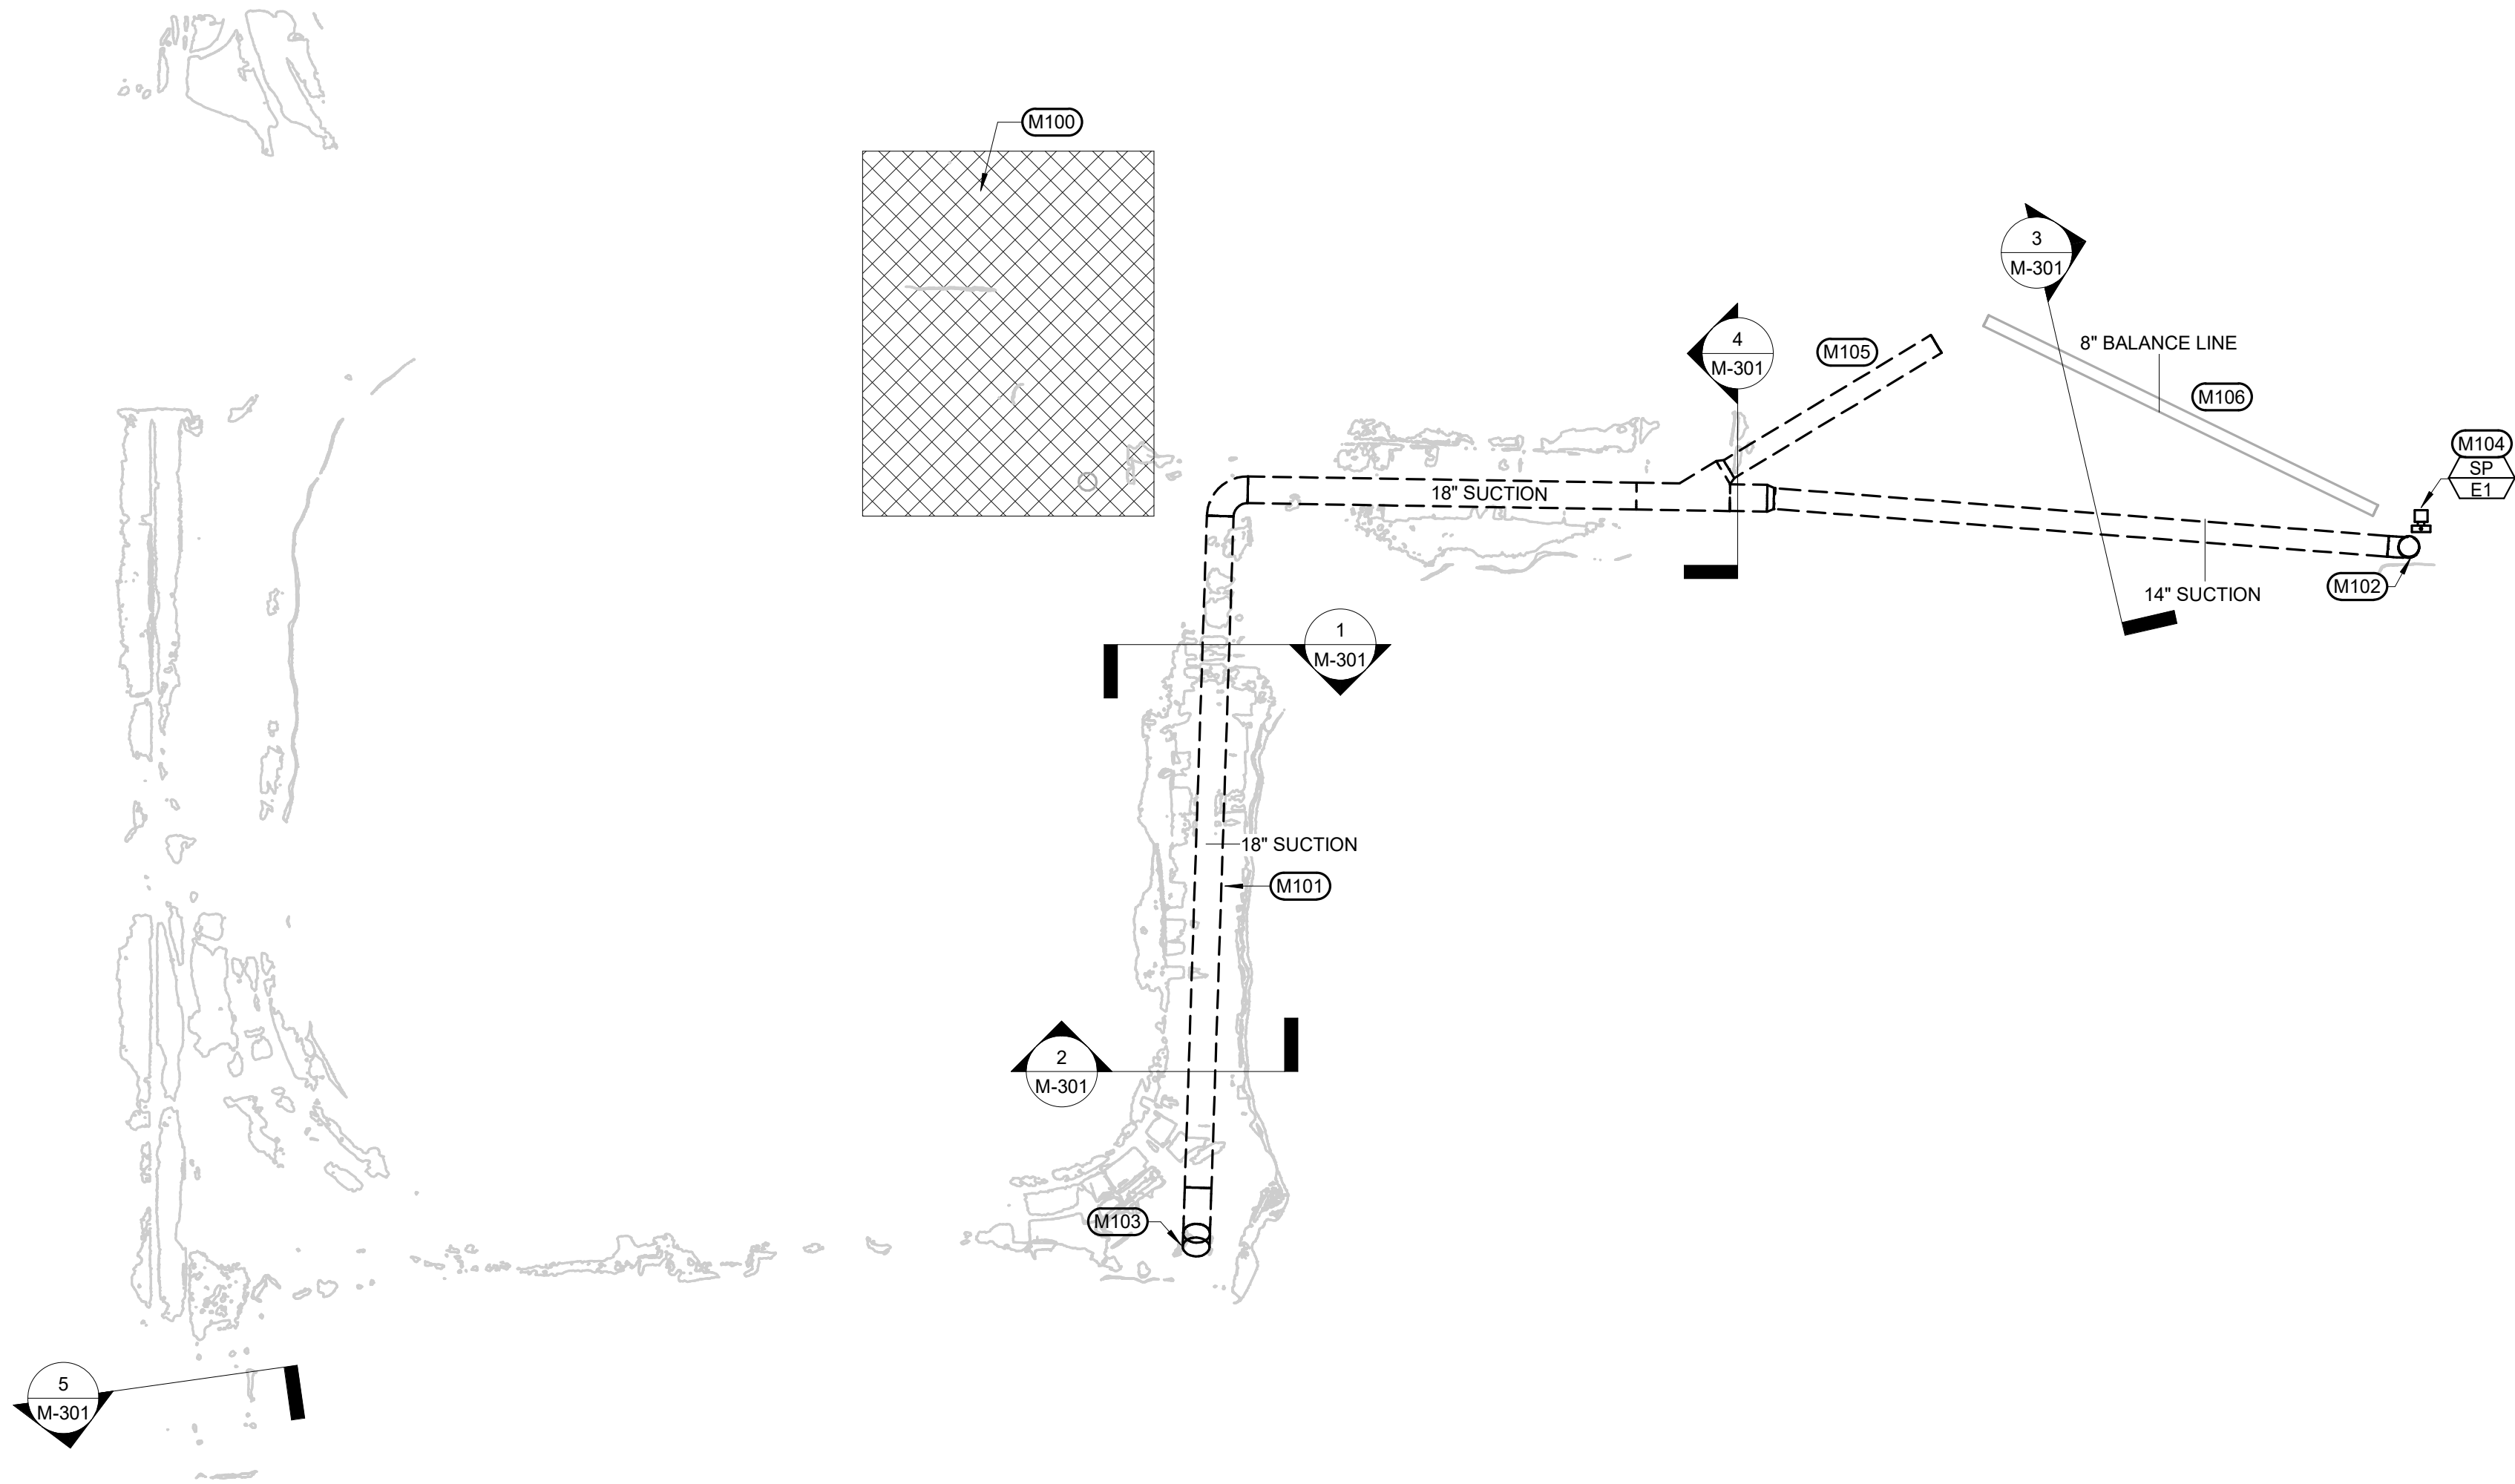 M100
3
M-301
4
M-301
M105
8" BALANCE LINE
M106
M104
SP
E1
18" SUCTION
M102
14" SUCTION
1
M-301
18" SUCTION
M101
2
M-301
M103
5
M-301